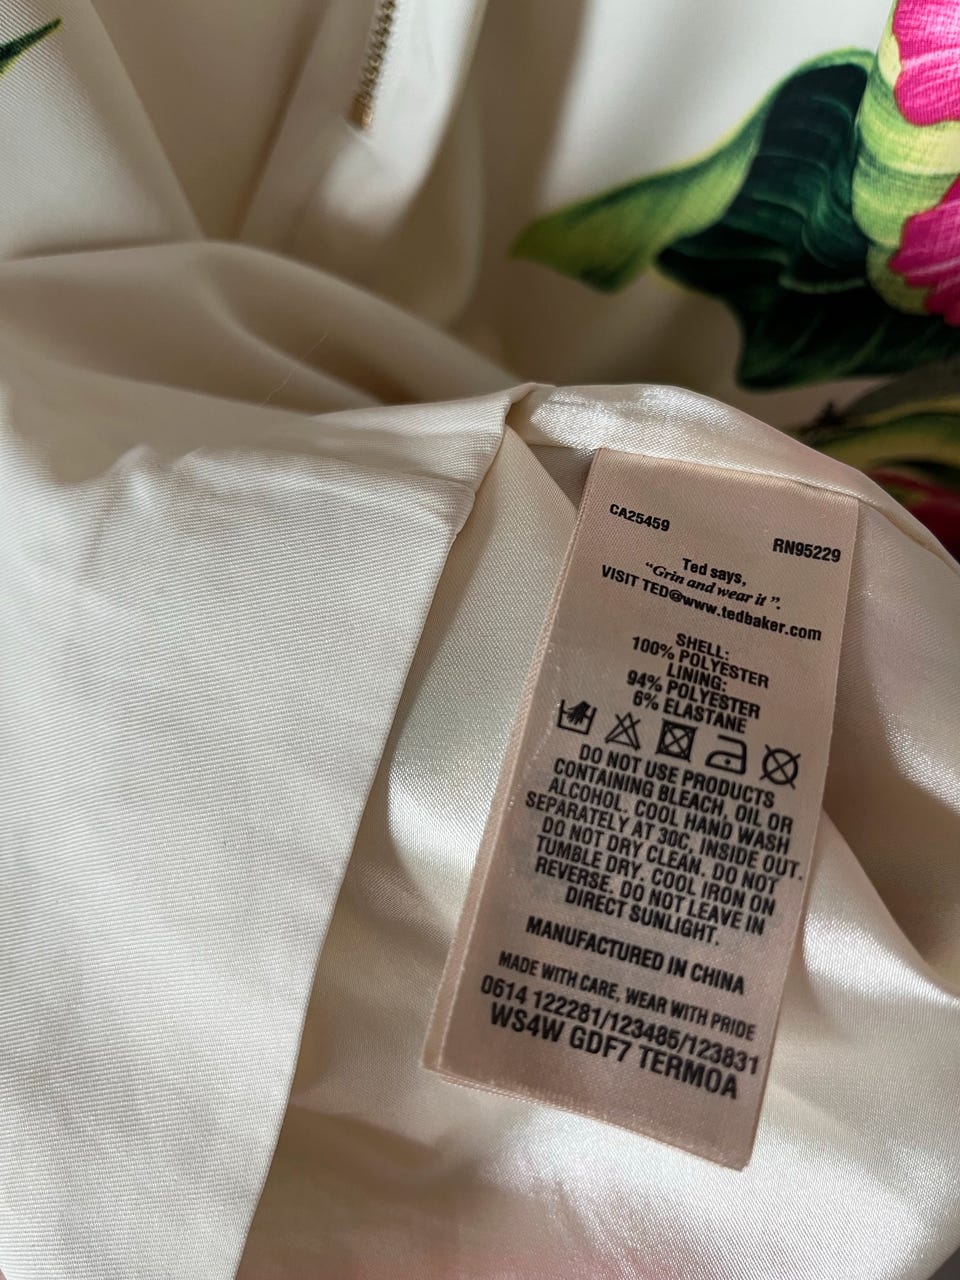 CA25459
RN95229
Ted says,
“Grin and wear it”.
VISIT TED@www.tedbaker.com
SHELL:
100% POLYESTER
LINING:
94% POLYESTER
6% ELASTANE
DO NOT USE PRODUCTS
CONTAINING BLEACH, OIL OR
ALCOHOL. COOL HAND WASH
SEPARATELY AT 30C, INSIDE OUT.
DO NOT DRY CLEAN. DO NOT
TUMBLE DRY. COOL IRON ON
REVERSE. DO NOT LEAVE IN
DIRECT SUNLIGHT.
MANUFACTURED IN CHINA
MADE WITH CARE, WEAR WITH PRIDE
0614 122281/123485/123831
WS4W GDF7 TERMOA